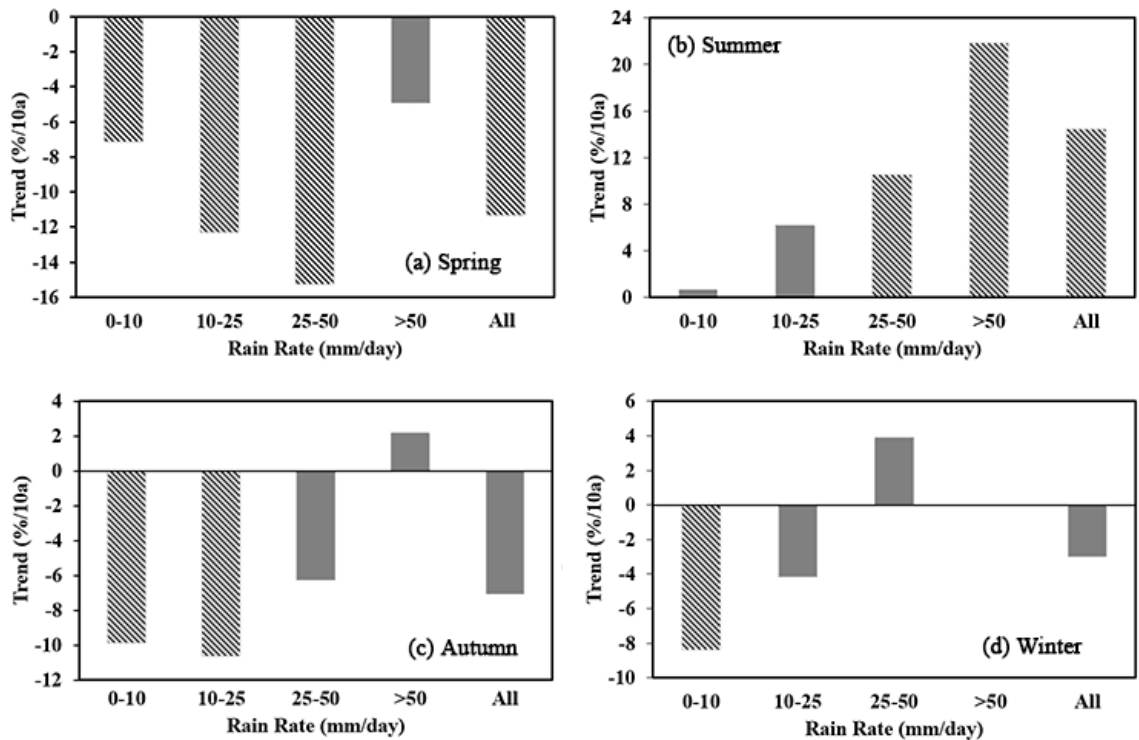 0
-2
-4
-6
-8
-10
-12
-14
-16
Trend (%/10a)
(a) Spring
0-10 10-25 25-50 >50 All
Rain Rate (mm/day)
24
20
16
12
8
4
0
Trend (%/10a)
(b) Summer
0-10 10-25 25-50 >50 All
Rain Rate (mm/day)
4
2
0
-2
-4
-6
-8
-10
-12
Trend (%/10a)
(c) Autumn
0-10 10-25 25-50 >50 All
Rain Rate (mm/day)
6
4
2
0
-2
-4
-6
-8
-10
Trend (%/10a)
(d) Winter
0-10 10-25 25-50 >50 All
Rain Rate (mm/day)